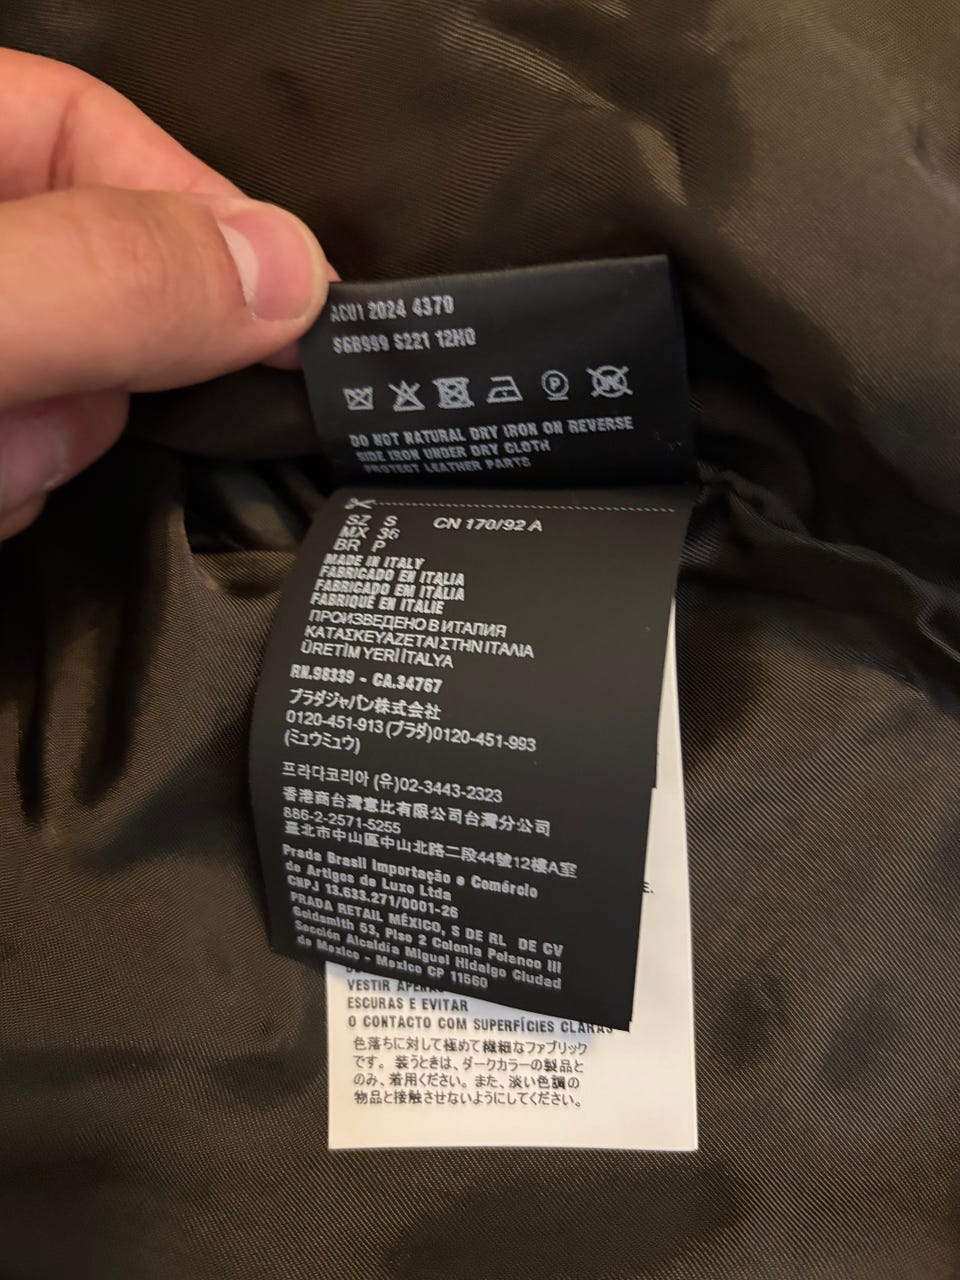 ACU1 2024 4370
S6B999 S221 12H0
P
DO NOT NATURAL DRY IRON ON REVERSE
SIDE IRON UNDER DRY CLOTH
PROTECT LEATHER PARTS
SZ S CN 170/92 A
MX 36
BR P
MADE IN ITALY
FABRICADO EN ITALIA
FABRICADO EM ITÁLIA
FABRIQUÉ EN ITALIE
ПРОИЗВЕДЕНО В ИТАЛИЯ
ΚΑΤΑΣΚΕΥΑΖΕΤΑΙ ΣΤΗΝ ΙΤΑΛΙΑ
ÜRETİM YERİ İTALYA
RN.98339 - CA.34767
プラダジャパン株式会社
0120-451-913 (プラダ)0120-451-993
(ミュウミュウ)
프라다코리아 (유)02-3443-2323
香港商台灣意比有限公司台灣分公司
886-2-2571-5255
臺北市中山區中山北路二段44號12樓A室
Prada Brasil Importação e Comércio
de Artigos de Luxo Ltda
CNPJ 13.633.271/0001-26
PRADA RETAIL MÉXICO, S DE RL DE CV
Goldsmith 53, Piso 2 Colonia Polanco III
Sección Alcaldía Miguel Hidalgo Ciudad
de Mexico - Mexico CP 11560
E.
VESTIR
ESCURAS E EVITAR
O CONTACTO COM SUPERFÍCIES CLARAS
色落ちに対して極めて繊細なファブリック
です。 装うときは、ダークカラーの製品と
のみ、着用ください。また、淡い色調の
物品と接触させないようにしてください。